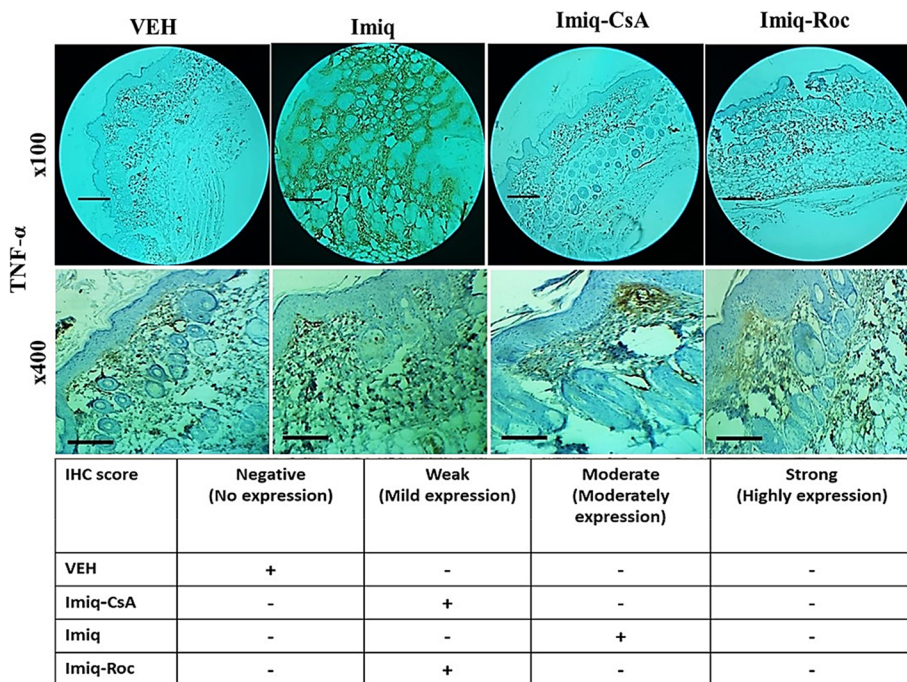 VEH Imiq Imiq-CsA Imiq-Roc
TNF-α
x100
x400
IHC score Negative (No expression) Weak (Mild expression) Moderate (Moderately expression) Strong (Highly expression)
VEH + - - -
Imiq-CsA - + - -
Imiq - - + -
Imiq-Roc - + - -